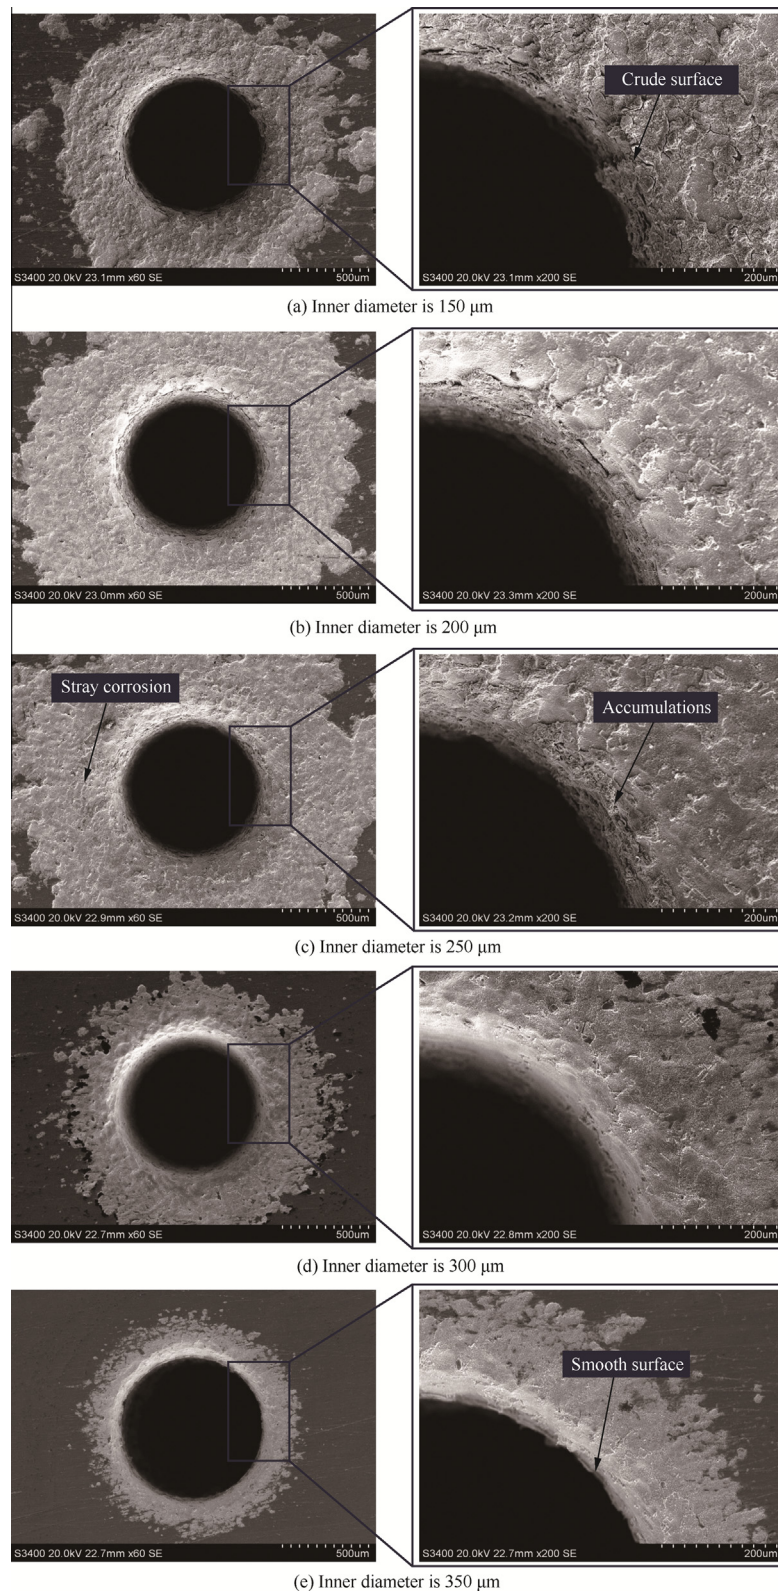 Crude surface
S3400 20.0kV 23.1mm x60 SE 500um
S3400 20.0kV 23.1mm x200 SE 200um
(a) Inner diameter is 150 μm
S3400 20.0kV 23.0mm x60 SE 500um
S3400 20.0kV 23.3mm x200 SE 200um
(b) Inner diameter is 200 μm
Stray corrosion
Accumulations
S3400 20.0kV 22.9mm x60 SE 500um
S3400 20.0kV 23.2mm x200 SE 200um
(c) Inner diameter is 250 μm
S3400 20.0kV 22.7mm x60 SE 500um
S3400 20.0kV 22.8mm x200 SE 200um
(d) Inner diameter is 300 μm
Smooth surface
S3400 20.0kV 22.7mm x60 SE 500um
S3400 20.0kV 22.7mm x200 SE 200um
(e) Inner diameter is 350 μm